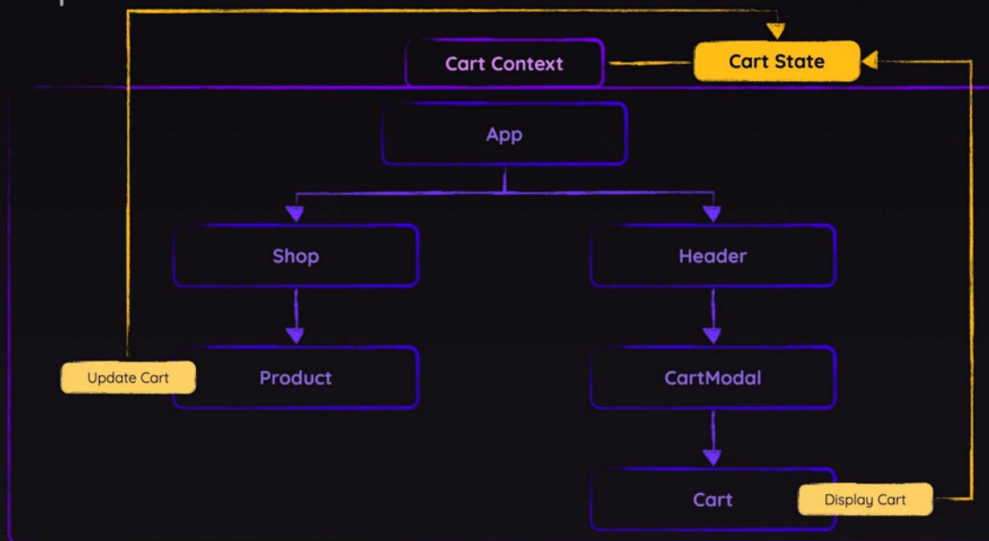 Cart Context
Cart State
App
Shop
Header
Update Cart
Product
CartModal
Cart
Display Cart